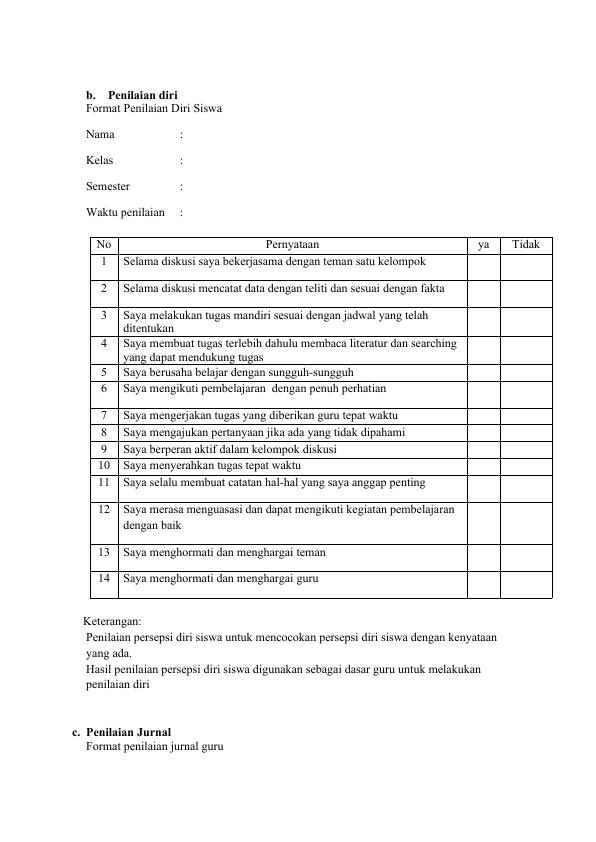 b. Penilaian diri
Format Penilaian Diri Siswa
Nama :
Kelas :
Semester :
Waktu penilaian :
No Pernyataan ya Tidak
1 Selama diskusi saya bekerjasama dengan teman satu kelompok
2 Selama diskusi mencatat data dengan teliti dan sesuai dengan fakta
3 Saya melakukan tugas mandiri sesuai dengan jadwal yang telah
ditentukan
4 Saya membuat tugas terlebih dahulu membaca literatur dan searching
yang dapat mendukung tugas
5 Saya berusaha belajar dengan sungguh-sungguh
6 Saya mengikuti pembelajaran dengan penuh perhatian
7 Saya mengerjakan tugas yang diberikan guru tepat waktu
8 Saya mengajukan pertanyaan jika ada yang tidak dipahami
9 Saya berperan aktif dalam kelompok diskusi
10 Saya menyerahkan tugas tepat waktu
11 Saya selalu membuat catatan hal-hal yang saya anggap penting
12 Saya merasa menguasasi dan dapat mengikuti kegiatan pembelajaran
dengan baik
13 Saya menghormati dan menghargai teman
14 Saya menghormati dan menghargai guru
Keterangan:
Penilaian persepsi diri siswa untuk mencocokan persepsi diri siswa dengan kenyataan
yang ada.
Hasil penilaian persepsi diri siswa digunakan sebagai dasar guru untuk melakukan
penilaian diri
c. Penilaian Jurnal
Format penilaian jurnal guru